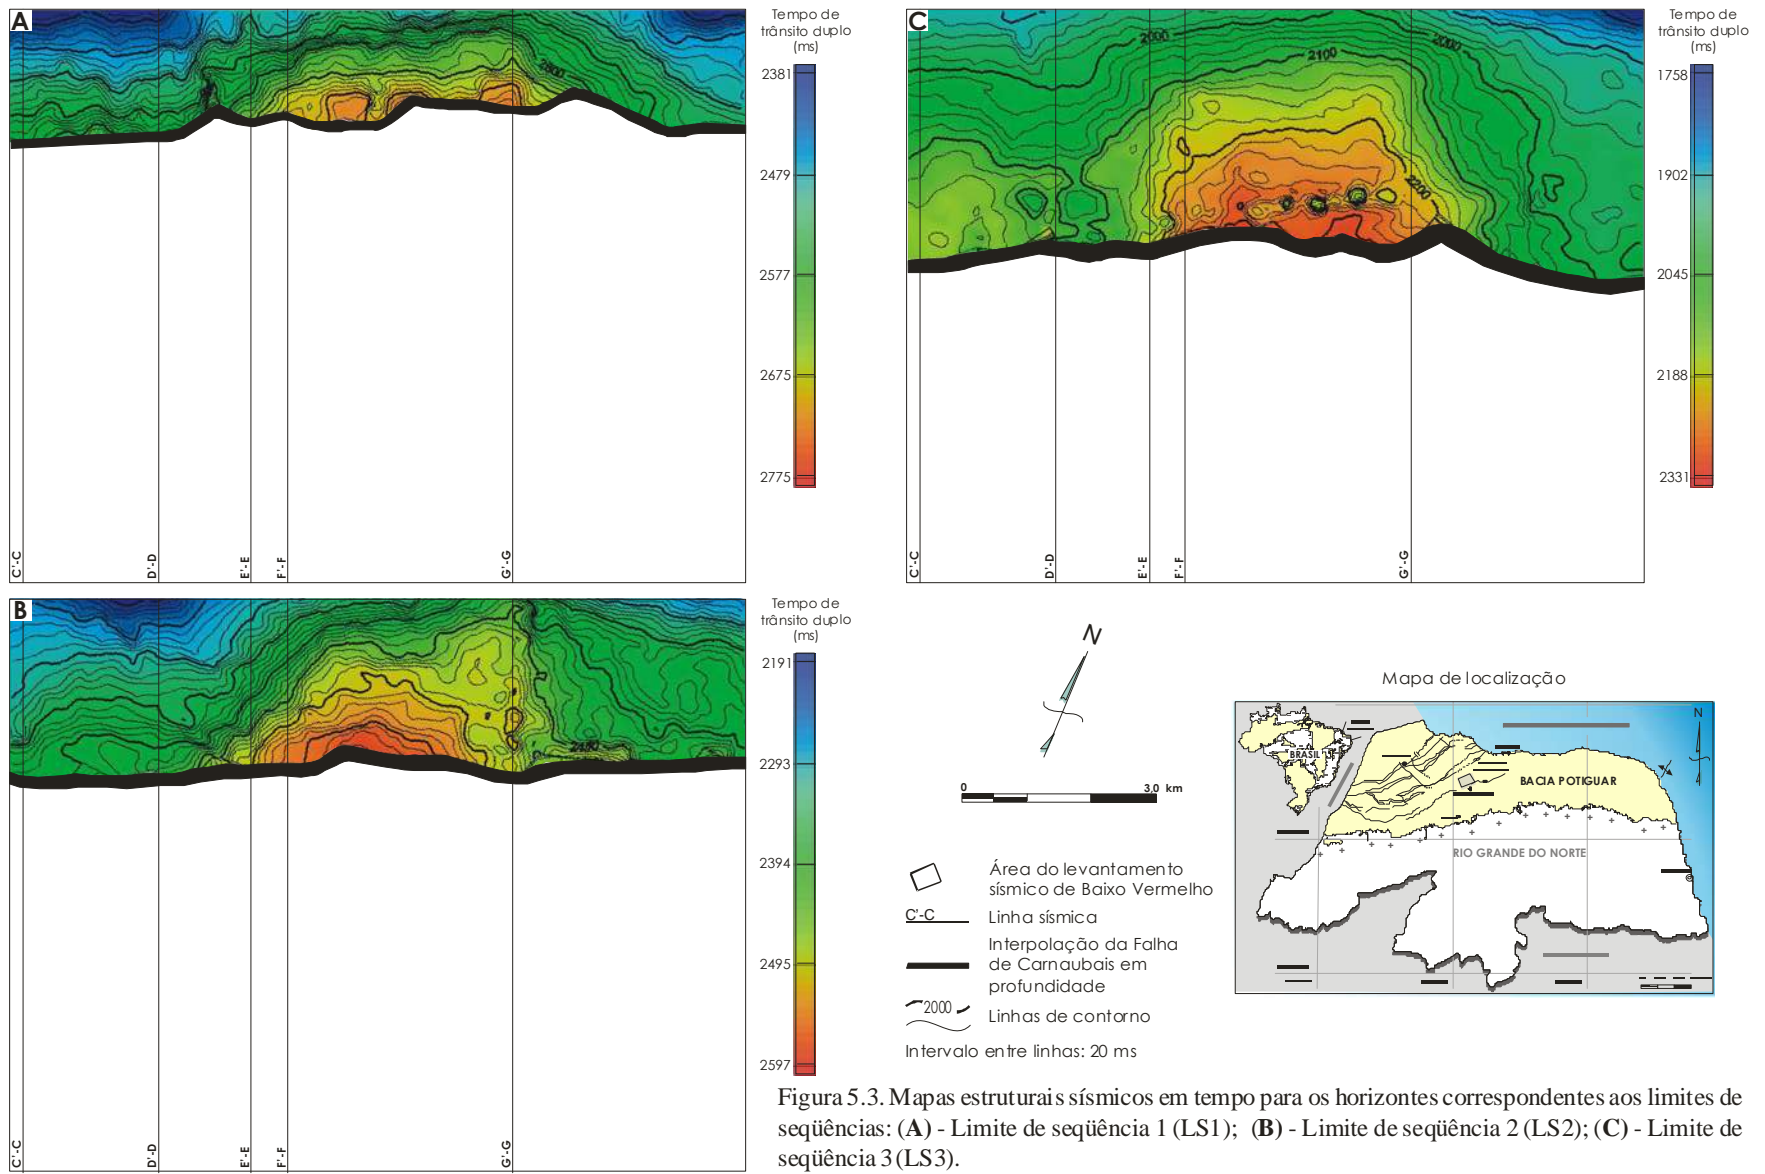 A
2600
C'-C
D'-D
E'-E
F'-F
G'-G
Tempo de
trânsito duplo
(ms)
2381
2479
2577
2675
2775
C
2000
2100
2000
2200
C'-C
D'-D
E'-E
F'-F
G'-G
Tempo de
trânsito duplo
(ms)
1758
1902
2045
2188
2331
B
C'-C
D'-D
E'-E
F'-F
G'-G
Tempo de
trânsito duplo
(ms)
2191
2293
2394
2495
2597
N
0 3,0 km
Área do levantamento
sísmico de Baixo Vermelho
C'-C Linha sísmica
Interpolação da Falha
de Carnaubais em
profundidade
2000 Linhas de contorno
Intervalo entre linhas: 20 ms
Mapa de localização
BRASIL
N
BACIA POTIGUAR
RIO GRANDE DO NORTE
Figura 5.3. Mapas estruturais sísmicos em tempo para os horizontes correspondentes aos limites de
seqüências: (A) - Limite de seqüência 1 (LS1); (B) - Limite de seqüência 2 (LS2); (C) - Limite de
seqüência 3 (LS3).